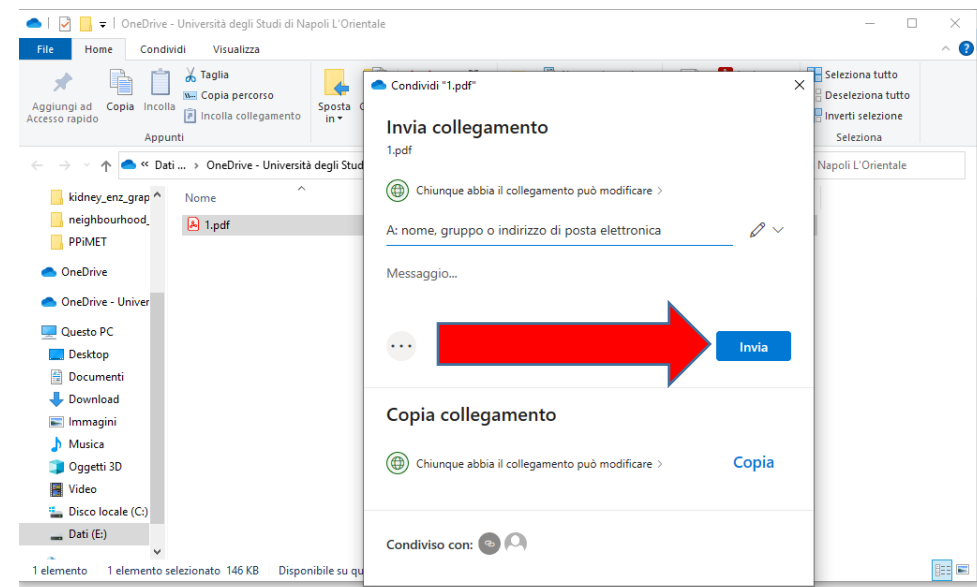 OneDrive - Università degli Studi di Napoli L'Orientale
File Home Condividi Visualizza
Aggiungi ad Accesso rapido
Copia
Incolla
Taglia
Copia percorso
Incolla collegamento
Sposta in
Appunti
Seleziona tutto
Deseleziona tutto
Inverti selezione
Seleziona
« Dati ... › OneDrive - Università degli Stud
Napoli L'Orientale
kidney_enz_grap
neighbourhood_
PPiMET
OneDrive
OneDrive - Univer
Questo PC
Desktop
Documenti
Download
Immagini
Musica
Oggetti 3D
Video
Disco locale (C:)
Dati (E:)
Nome
1.pdf
Condividi "1.pdf"
Invia collegamento
1.pdf
Chiunque abbia il collegamento può modificare >
A: nome, gruppo o indirizzo di posta elettronica
Messaggio...
Invia
Copia collegamento
Chiunque abbia il collegamento può modificare >
Copia
Condiviso con:
1 elemento 1 elemento selezionato 146 KB Disponibile su qu